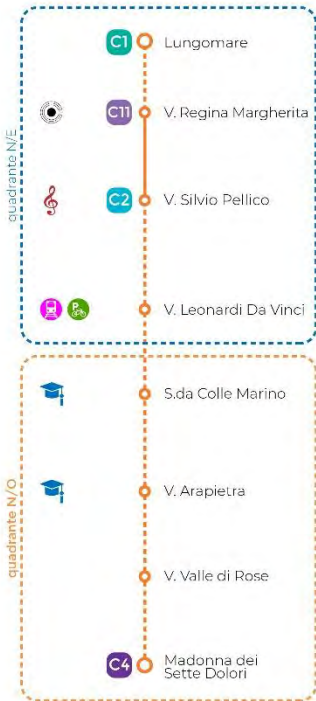 quadrante N/E
C1 Lungomare
C11 V. Regina Margherita
C2 V. Silvio Pellico
P V. Leonardi Da Vinci
quadrante N/O
S.da Colle Marino
V. Arapietra
V. Valle di Rose
C4 Madonna dei
Sette Dolori